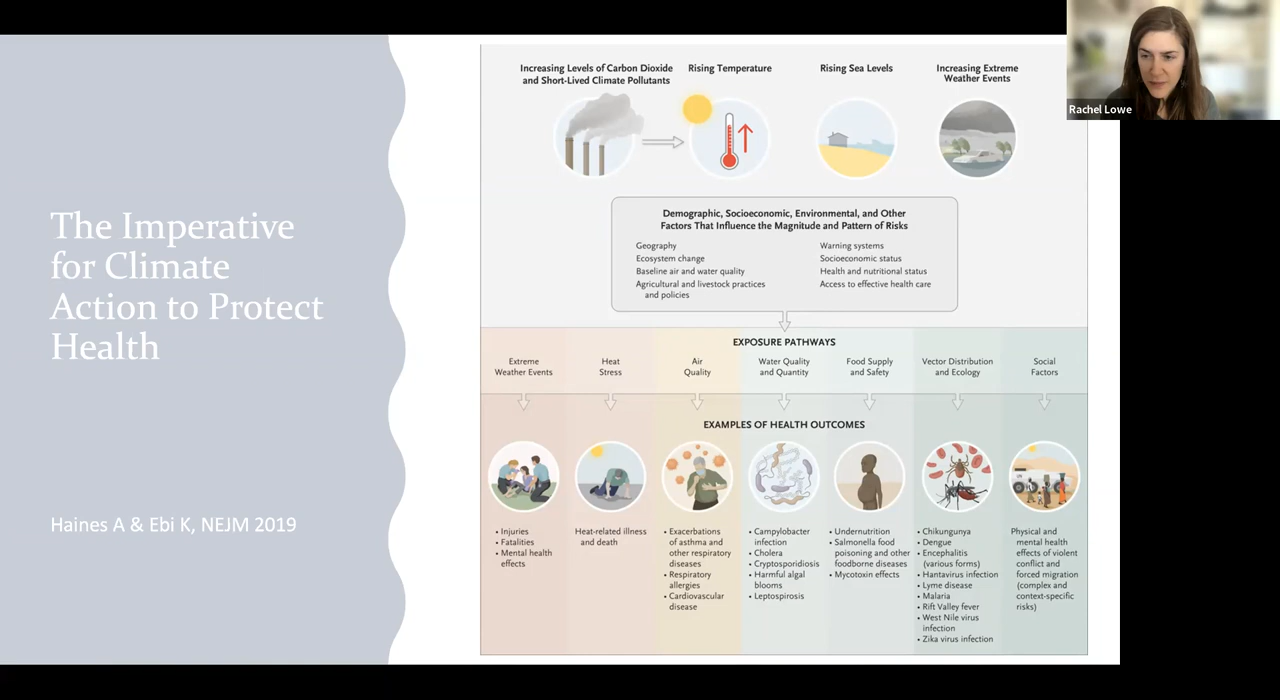 The Imperative
for Climate
Action to Protect
Health
Haines A & Ebi K, NEJM 2019
Increasing Levels of Carbon Dioxide
and Short-Lived Climate Pollutants
Rising Temperature
Rising Sea Levels
Increasing Extreme
Weather Events
Rachel Lowe
Demographic, Socioeconomic, Environmental, and Other
Factors That Influence the Magnitude and Pattern of Risks
Geography
Ecosystem change
Baseline air and water quality
Agricultural and livestock practices
and policies
Warning systems
Socioeconomic status
Health and nutritional status
Access to effective health care
EXPOSURE PATHWAYS
Extreme
Weather Events
Heat
Stress
Air
Quality
Water Quality
and Quantity
Food Supply
and Safety
Vector Distribution
and Ecology
Social
Factors
EXAMPLES OF HEALTH OUTCOMES
• Injuries
• Fatalities
• Mental health
effects
Heat-related illness
and death
• Exacerbations
of asthma and
other respiratory
diseases
• Respiratory
allergies
• Cardiovascular
disease
• Campylobacter
infection
• Cholera
• Cryptosporidiosis
• Harmful algal
blooms
• Leptospirosis
• Undernutrition
• Salmonella food
poisoning and other
foodborne diseases
• Mycotoxin effects
• Chikungunya
• Dengue
• Encephalitis
(various forms)
• Hantavirus infection
• Lyme disease
• Malaria
• Rift Valley fever
• West Nile virus
infection
• Zika virus infection
Physical and
mental health
effects of violent
conflict and
forced migration
(complex and
context-specific
risks)